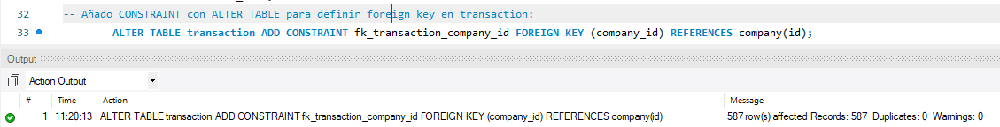 32 -- Añado CONSTRAINT con ALTER TABLE para definir foreign key en transaction:
33 ALTER TABLE transaction ADD CONSTRAINT fk_transaction_company_id FOREIGN KEY (company_id) REFERENCES company(id);
Output
Action Output
# Time Action Message
1 11:20:13 ALTER TABLE transaction ADD CONSTRAINT fk_transaction_company_id FOREIGN KEY (company_id) REFERENCES company(id) 587 row(s) affected Records: 587 Duplicates: 0 Warnings: 0